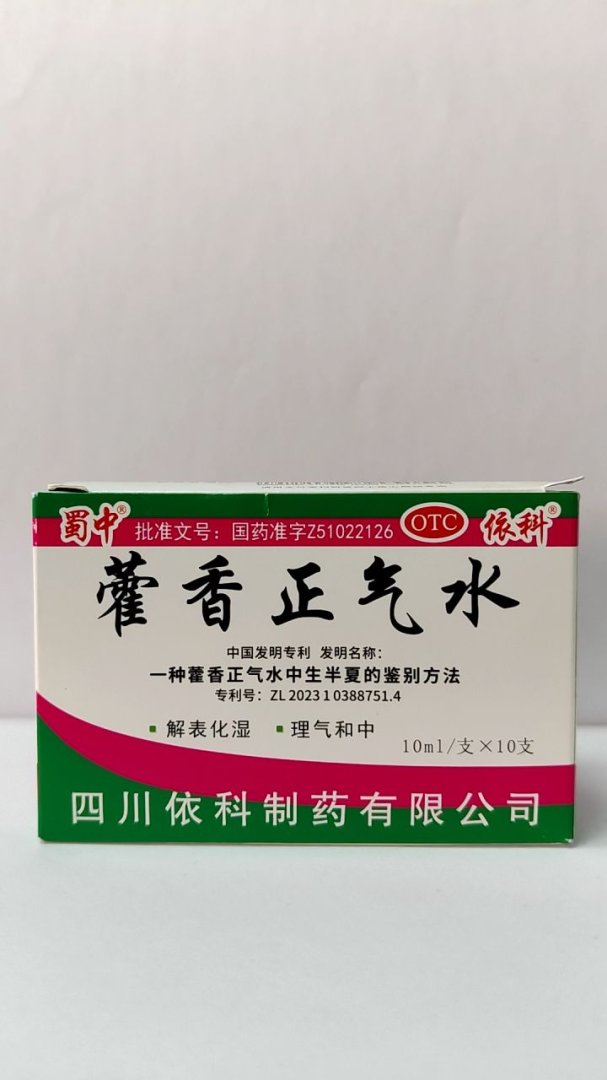 蜀中® 批准文号：国药准字Z51022126 OTC 依科®
藿香正气水
中国发明专利 发明名称：
一种藿香正气水中生半夏的鉴别方法
专利号：ZL 2023 1 0388751.4
▪解表化湿 ▪理气和中
10ml/支×10支
四川依科制药有限公司